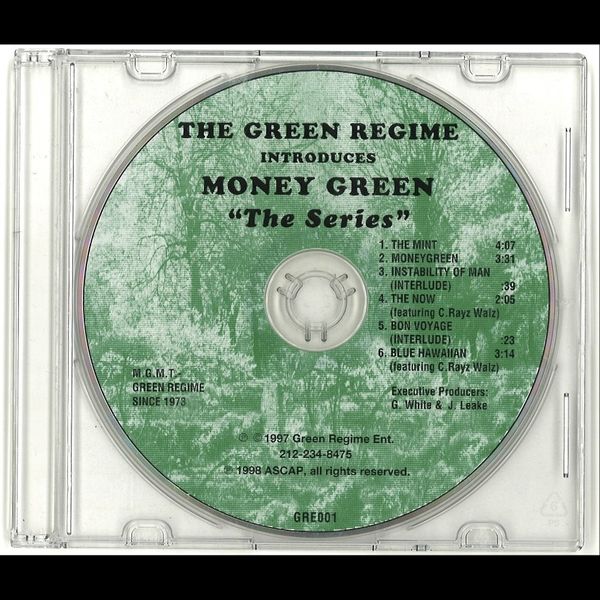 THE GREEN REGIME
INTRODUCES
MONEY GREEN
“The Series”
1. THE MINT 4:07
2. MONEYGREEN 3:31
3. INSTABILITY OF MAN
(INTERLUDE) :39
4. THE NOW 2:05
(featuring C.Rayz Walz)
5. BON VOYAGE
(INTERLUDE) :23
6. BLUE HAWAIIAN 3:14
(featuring C.Rayz Walz)
M.G.M.T.
GREEN REGIME
SINCE 1973
Executive Producers:
G. White & J. Leake
℗ ©1997 Green Regime Ent.
212-234-8475
℗ 1998 ASCAP, all rights reserved.
GRE001
6
PS